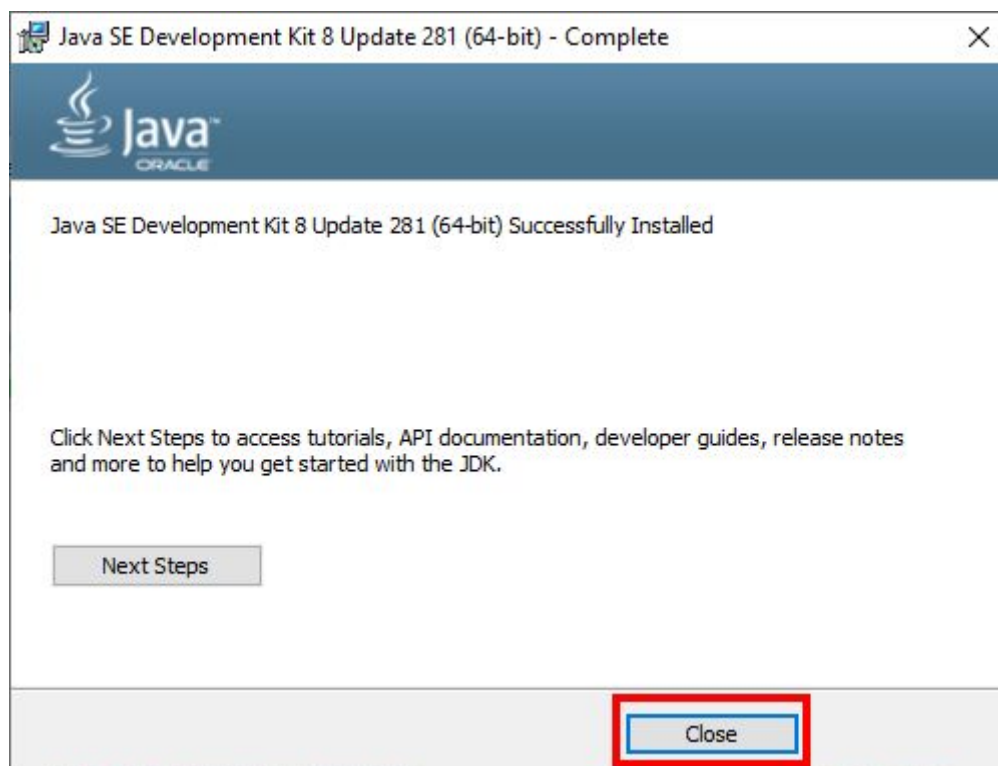 Java SE Development Kit 8 Update 281 (64-bit) - Complete
Java™
ORACLE
Java SE Development Kit 8 Update 281 (64-bit) Successfully Installed
Click Next Steps to access tutorials, API documentation, developer guides, release notes
and more to help you get started with the JDK.
Next Steps
Close